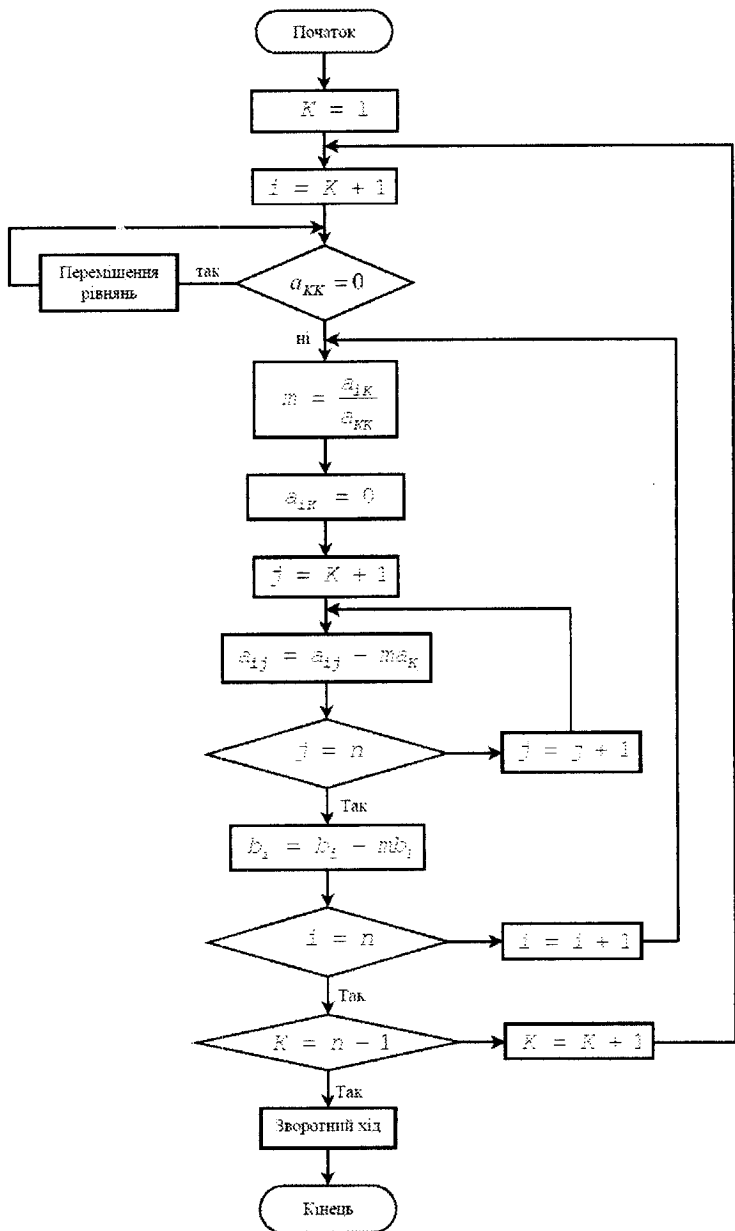 Початок
K = 1
i = K + 1
Перемішення
рівнянь
так
a_KK = 0
ні
m = a_iK / a_KK
a_iK = 0
j = K + 1
a_ij = a_ij - ma_K
j = n
j = j + 1
Так
b_i = b_i - mb_i
i = n
i = i + 1
Так
K = n - 1
K = K + 1
Так
Зворотний хід
Кінець